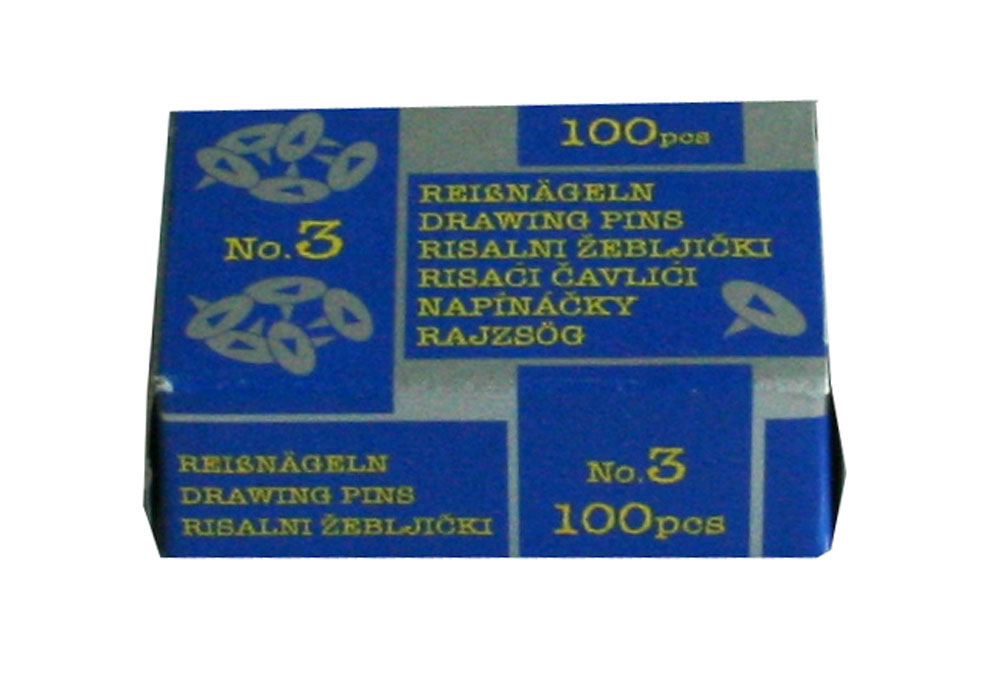 100pcs
No.3
REIßNÄGELN
DRAWING PINS
RISALNI ŽEBLJIČKI
RISAĆI ČAVLIĆI
NAPÍNÁČKY
RAJZSÖG
REIßNÄGELN
DRAWING PINS
RISALNI ŽEBLJIČKI
No.3
100pcs